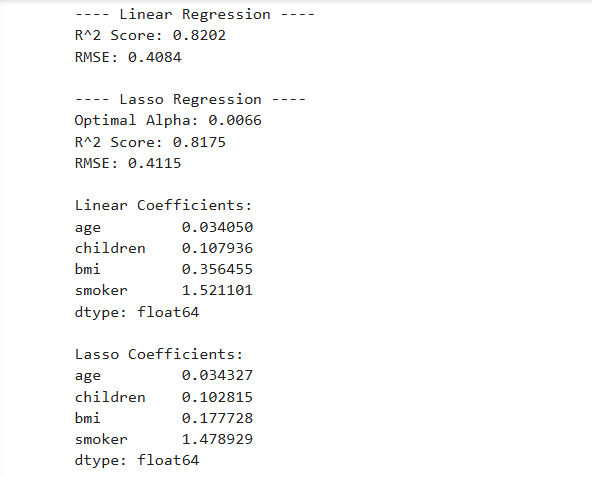 ---- Linear Regression ----
R^2 Score: 0.8202
RMSE: 0.4084
---- Lasso Regression ----
Optimal Alpha: 0.0066
R^2 Score: 0.8175
RMSE: 0.4115
Linear Coefficients:
age 0.034050
children 0.107936
bmi 0.356455
smoker 1.521101
dtype: float64
Lasso Coefficients:
age 0.034327
children 0.102815
bmi 0.177728
smoker 1.478929
dtype: float64